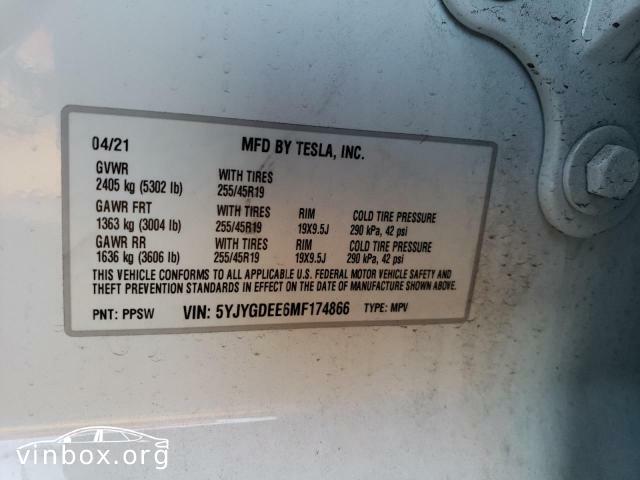 04/21 MFD BY TESLA, INC.
GVWR WITH TIRES
2405 kg (5302 lb) 255/45R19
GAWR FRT WITH TIRES RIM COLD TIRE PRESSURE
1363 kg (3004 lb) 255/45R19 19X9.5J 290 kPa, 42 psi
GAWR RR WITH TIRES RIM COLD TIRE PRESSURE
1636 kg (3606 lb) 255/45R19 19X9.5J 290 kPa, 42 psi
THIS VEHICLE CONFORMS TO ALL APPLICABLE U.S. FEDERAL MOTOR VEHICLE SAFETY AND
THEFT PREVENTION STANDARDS IN EFFECT ON THE DATE OF MANUFACTURE SHOWN ABOVE.
PNT: PPSW VIN: 5YJYGDEE6MF174866 TYPE: MPV
vinbox.org